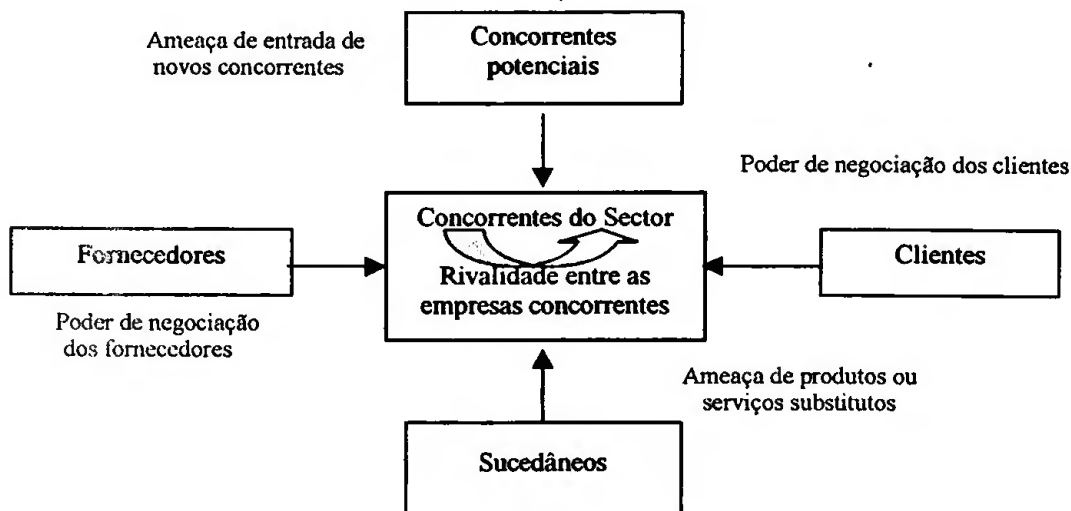 Ameaça de entrada de
novos concorrentes
Concorrentes
potenciais
Poder de negociação dos clientes
Concorrentes do Sector
Rivalidade entre as
empresas concorrentes
Fornecedores
Clientes
Poder de negociação
dos fornecedores
Ameaça de produtos ou
serviços substitutos
Sucedâneos